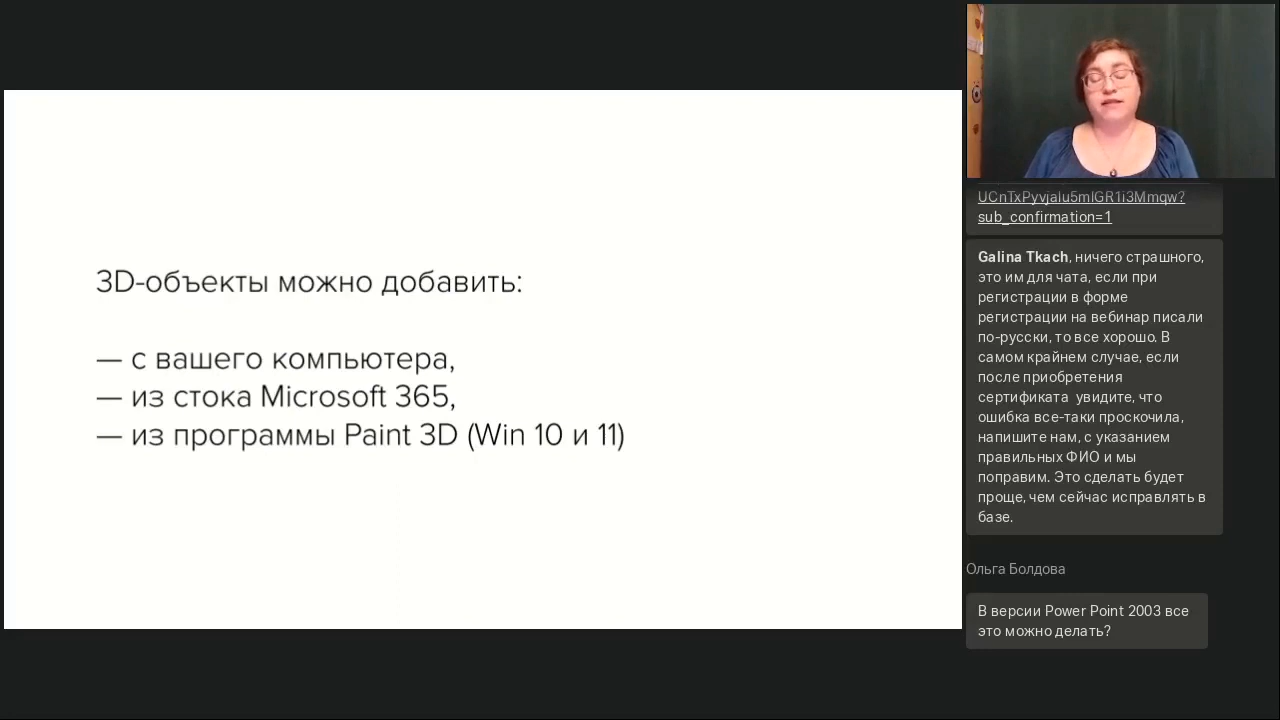 3D-объекты можно добавить:
— с вашего компьютера,
— из стока Microsoft 365,
— из программы Paint 3D (Win 10 и 11)
sub_confirmation=1
Galina Tkach, ничего страшного,
это им для чата, если при
регистрации в форме
регистрации на вебинар писали
по-русски, то все хорошо. В
самом крайнем случае, если
после приобретения
сертификата увидите, что
ошибка все-таки проскочила,
напишите нам, с указанием
правильных ФИО и мы
поправим. Это сделать будет
проще, чем сейчас исправлять в
базе.
Ольга Болдова
В версии Power Point 2003 все
это можно делать?